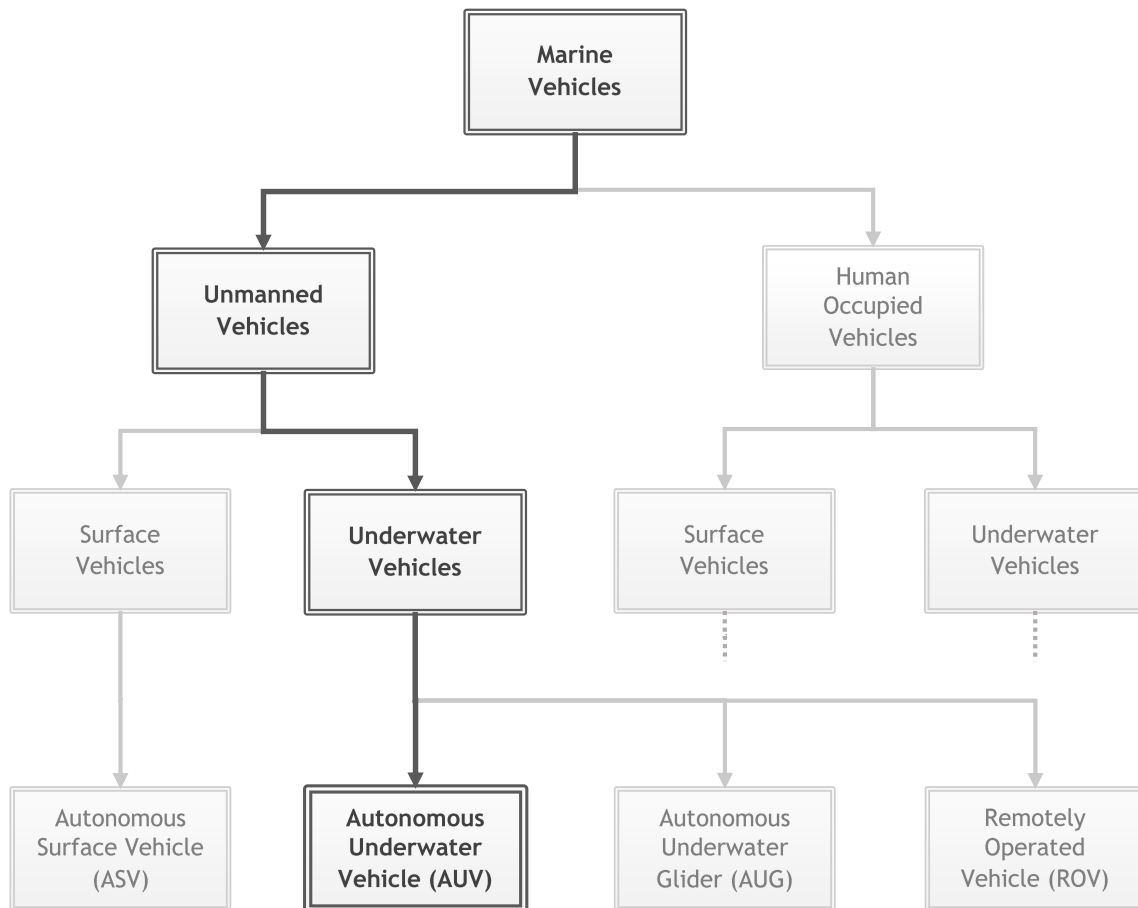 Marine
Vehicles
Unmanned
Vehicles
Human
Occupied
Vehicles
Surface
Vehicles
Underwater
Vehicles
Surface
Vehicles
Underwater
Vehicles
Autonomous
Surface Vehicle
(ASV)
Autonomous
Underwater
Vehicle (AUV)
Autonomous
Underwater
Glider (AUG)
Remotely
Operated
Vehicle (ROV)